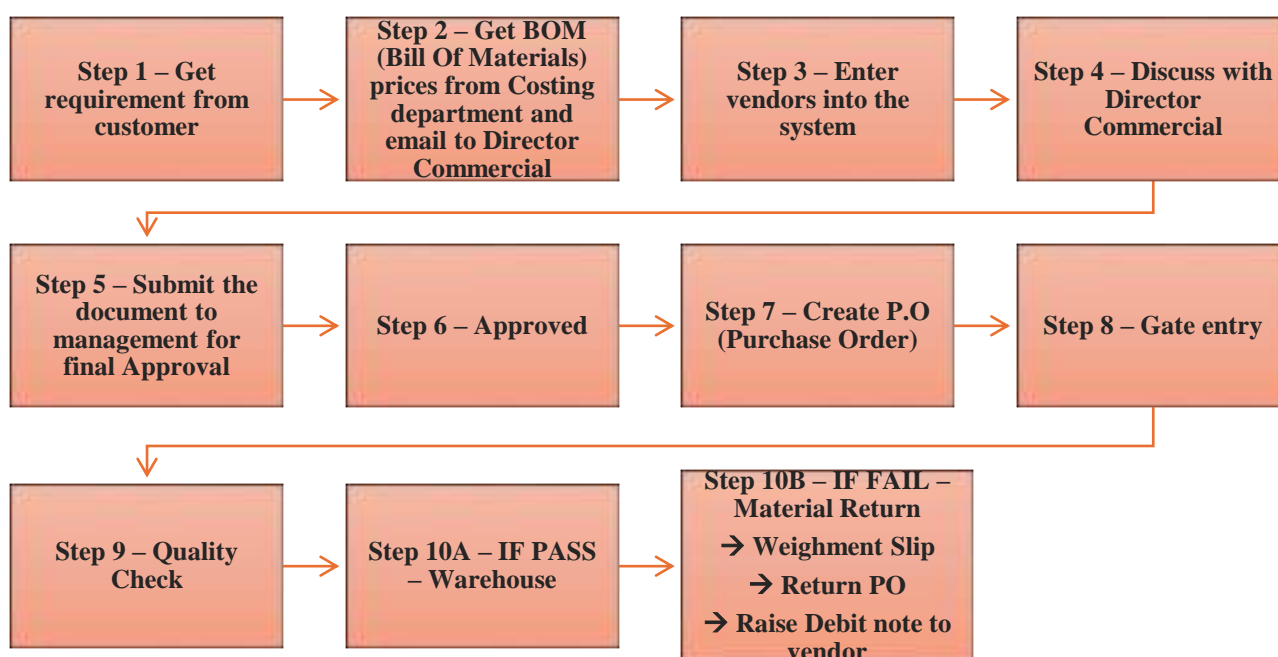 Step 1 – Get
requirement from
customer
Step 2 – Get BOM
(Bill Of Materials)
prices from Costing
department and
email to Director
Commercial
Step 3 – Enter
vendors into the
system
Step 4 – Discuss with
Director
Commercial
Step 5 – Submit the
document to
management for
final Approval
Step 6 – Approved
Step 7 – Create P.O
(Purchase Order)
Step 8 – Gate entry
Step 9 – Quality
Check
Step 10A – IF PASS
– Warehouse
Step 10B – IF FAIL –
Material Return
→ Weighment Slip
→ Return PO
→ Raise Debit note to
vendor